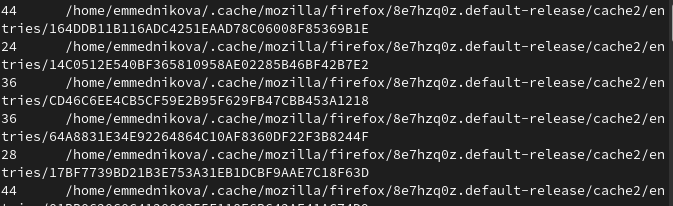 44      /home/emmednikova/.cache/mozilla/firefox/8e7hzq0z.default-release/cache2/en
tries/164DDB11B116ADC4251EAAD78C06008F85369B1E
24      /home/emmednikova/.cache/mozilla/firefox/8e7hzq0z.default-release/cache2/en
tries/14C0512E540BF365810958AE02285B46BF42B7E2
36      /home/emmednikova/.cache/mozilla/firefox/8e7hzq0z.default-release/cache2/en
tries/CD46C6EE4CB5CF59E2B95F629FB47CBB453A1218
36      /home/emmednikova/.cache/mozilla/firefox/8e7hzq0z.default-release/cache2/en
tries/64A8831E34E92264864C10AF8360DF22F3B8244F
28      /home/emmednikova/.cache/mozilla/firefox/8e7hzq0z.default-release/cache2/en
tries/17BF7739BD21B3E753A31EB1DCBF9AAE7C18F63D
44      /home/emmednikova/.cache/mozilla/firefox/8e7hzq0z.default-release/cache2/en